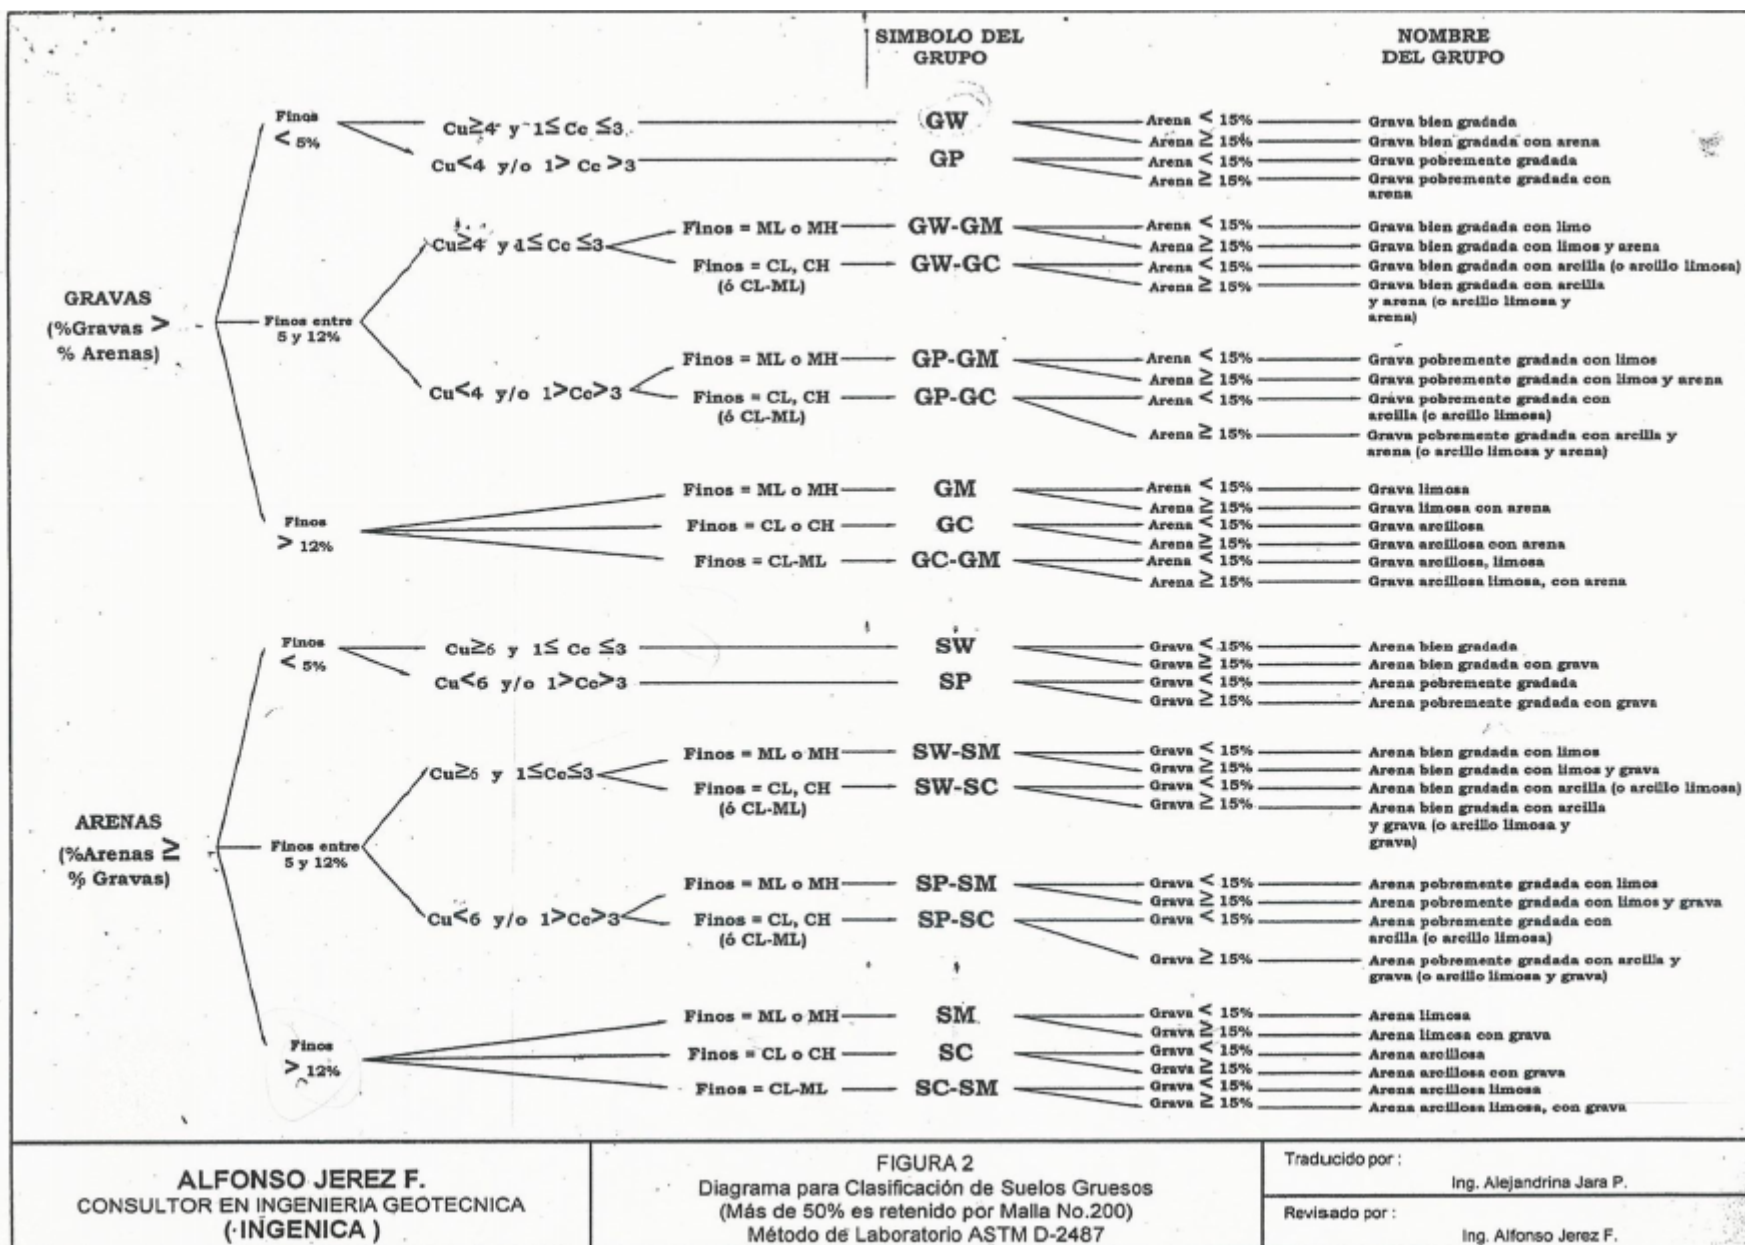 SIMBOLO DEL GRUPO
NOMBRE DEL GRUPO
GRAVAS
(%Gravas >
% Arenas)
Finos
< 5%
Cu≥4 y 1≤ Cc ≤3
GW
Arena < 15% Grava bien gradada
Arena ≥ 15% Grava bien gradada con arena
Cu<4 y/o 1> Cc >3
GP
Arena < 15% Grava pobremente gradada
Arena ≥ 15% Grava pobremente gradada con
arena
Finos entre
5 y 12%
Cu≥4 y 1≤ Cc ≤3
Finos = ML o MH
GW-GM
Arena < 15% Grava bien gradada con limo
Arena ≥ 15% Grava bien gradada con limos y arena
Finos = CL, CH
(ó CL-ML)
GW-GC
Arena < 15% Grava bien gradada con arcilla (o arcillo limosa)
Arena ≥ 15% Grava bien gradada con arcilla
y arena (o arcillo limosa y
arena)
Cu<4 y/o 1>Cc>3
Finos = ML o MH
GP-GM
Arena < 15% Grava pobremente gradada con limos
Arena ≥ 15% Grava pobremente gradada con limos y arena
Finos = CL, CH
(ó CL-ML)
GP-GC
Arena < 15% Grava pobremente gradada con
arcilla (o arcillo limosa)
Arena ≥ 15% Grava pobremente gradada con arcilla y
arena (o arcillo limosa y arena)
Finos
> 12%
Finos = ML o MH
GM
Arena < 15% Grava limosa
Arena ≥ 15% Grava limosa con arena
Finos = CL o CH
GC
Arena < 15% Grava arcillosa
Arena ≥ 15% Grava arcillosa con arena
Finos = CL-ML
GC-GM
Arena < 15% Grava arcillosa, limosa
Arena ≥ 15% Grava arcillosa limosa, con arena
ARENAS
(%Arenas ≥
% Gravas)
Finos
< 5%
Cu≥6 y 1≤ Cc ≤3
SW
Grava < 15% Arena bien gradada
Grava ≥ 15% Arena bien gradada con grava
Cu<6 y/o 1>Cc>3
SP
Grava < 15% Arena pobremente gradada
Grava ≥ 15% Arena pobremente gradada con grava
Finos entre
5 y 12%
Cu≥6 y 1≤Cc≤3
Finos = ML o MH
SW-SM
Grava < 15% Arena bien gradada con limos
Grava ≥ 15% Arena bien gradada con limos y grava
Finos = CL, CH
(ó CL-ML)
SW-SC
Grava < 15% Arena bien gradada con arcilla (o arcillo limosa)
Grava ≥ 15% Arena bien gradada con arcilla
y grava (o arcillo limosa y
grava)
Cu<6 y/o 1>Cc>3
Finos = ML o MH
SP-SM
Grava < 15% Arena pobremente gradada con limos
Grava ≥ 15% Arena pobremente gradada con limos y grava
Finos = CL, CH
(ó CL-ML)
SP-SC
Grava < 15% Arena pobremente gradada con
arcilla (o arcillo limosa)
Grava ≥ 15% Arena pobremente gradada con arcilla y
grava (o arcillo limosa y grava)
Finos
> 12%
Finos = ML o MH
SM
Grava < 15% Arena limosa
Grava ≥ 15% Arena limosa con grava
Finos = CL o CH
SC
Grava < 15% Arena arcillosa
Grava ≥ 15% Arena arcillosa con grava
Finos = CL-ML
SC-SM
Grava < 15% Arena arcillosa limosa
Grava ≥ 15% Arena arcillosa limosa, con grava
ALFONSO JEREZ F.
CONSULTOR EN INGENIERIA GEOTECNICA
( INGENICA )
FIGURA 2
Diagrama para Clasificación de Suelos Gruesos
(Más de 50% es retenido por Malla No.200)
Método de Laboratorio ASTM D-2487
Traducido por :
Ing. Alejandrina Jara P.
Revisado por :
Ing. Alfonso Jerez F.